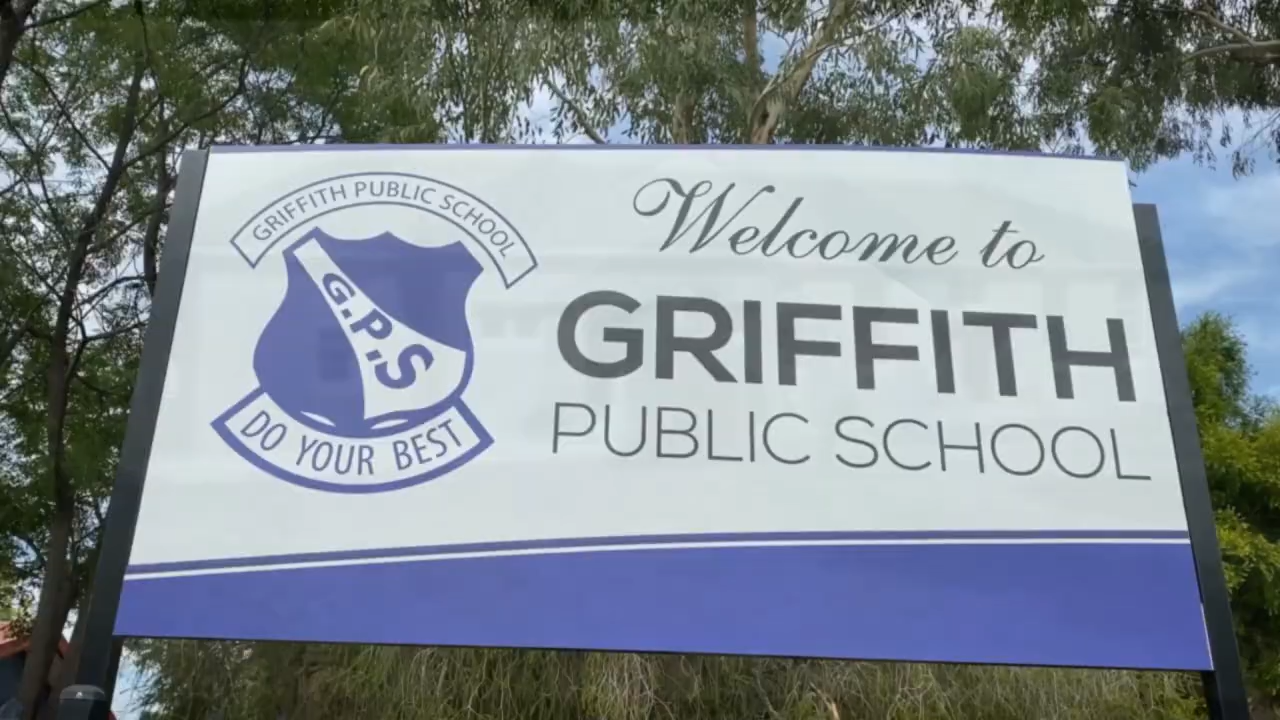 GRIFFITH PUBLIC SCHOOL
G.P.S
DO YOUR BEST
Welcome to
GRIFFITH
PUBLIC SCHOOL